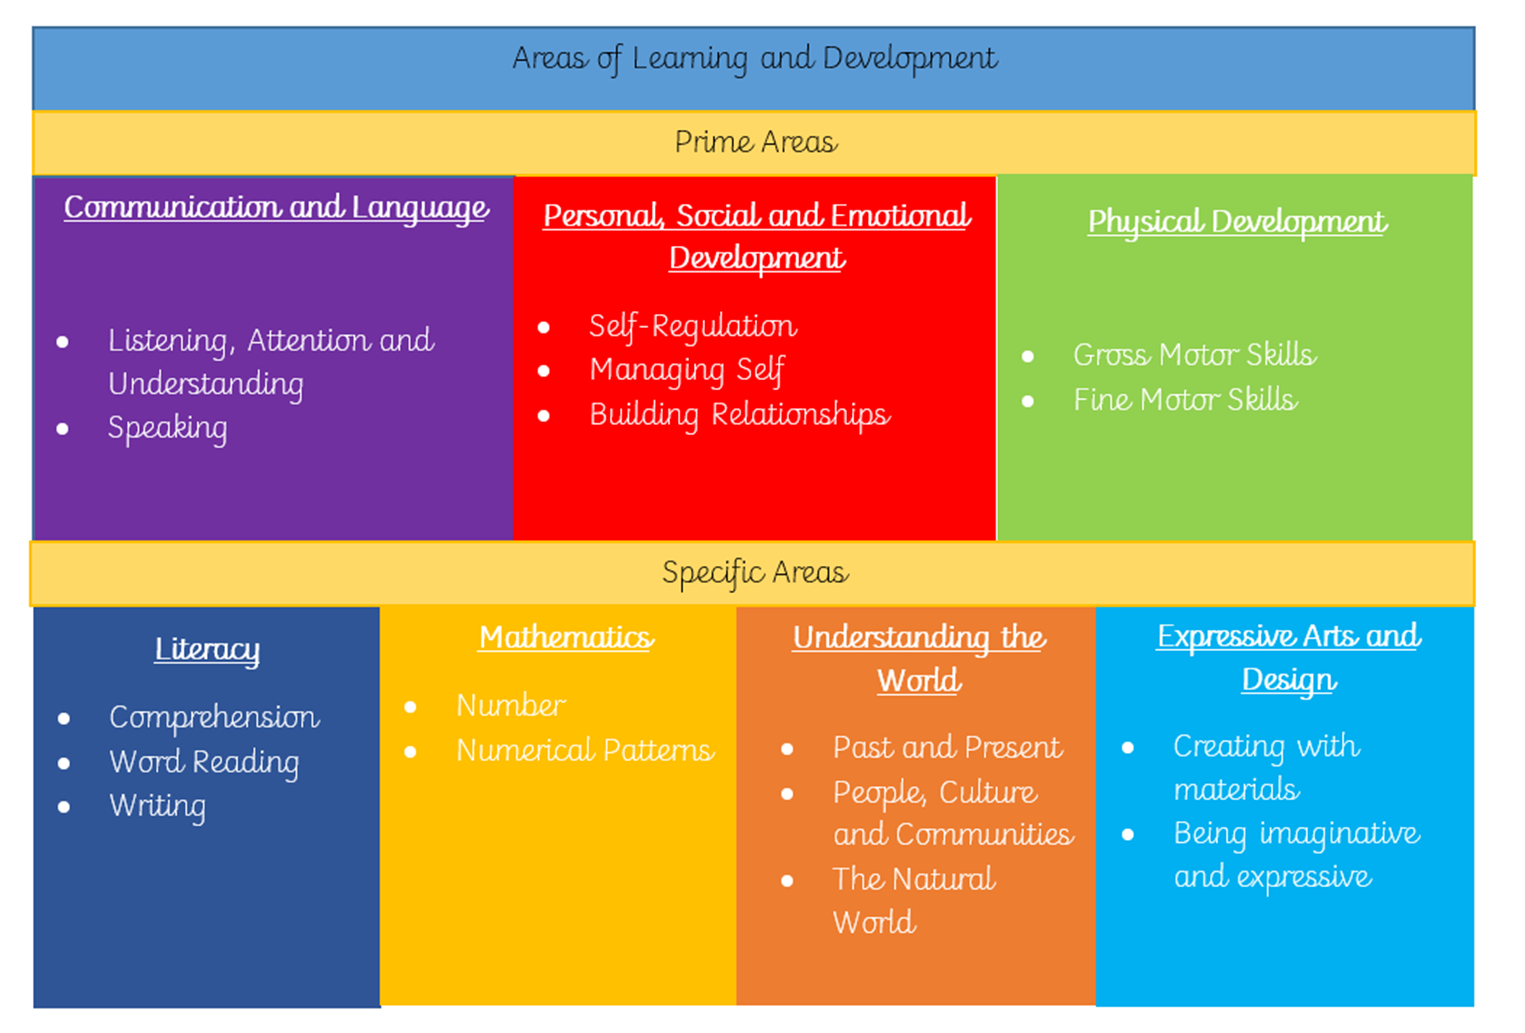 Areas of Learning and Development
Prime Areas
Communication and Language
• Listening, Attention and
Understanding
• Speaking
Personal, Social and Emotional
Development
• Self-Regulation
• Managing Self
• Building Relationships
Physical Development
• Gross Motor Skills
• Fine Motor Skills
Specific Areas
Literacy
• Comprehension
• Word Reading
• Writing
Mathematics
• Number
• Numerical Patterns
Understanding the
World
• Past and Present
• People, Culture
and Communities
• The Natural
World
Expressive Arts and
Design
• Creating with
materials
• Being imaginative
and expressive